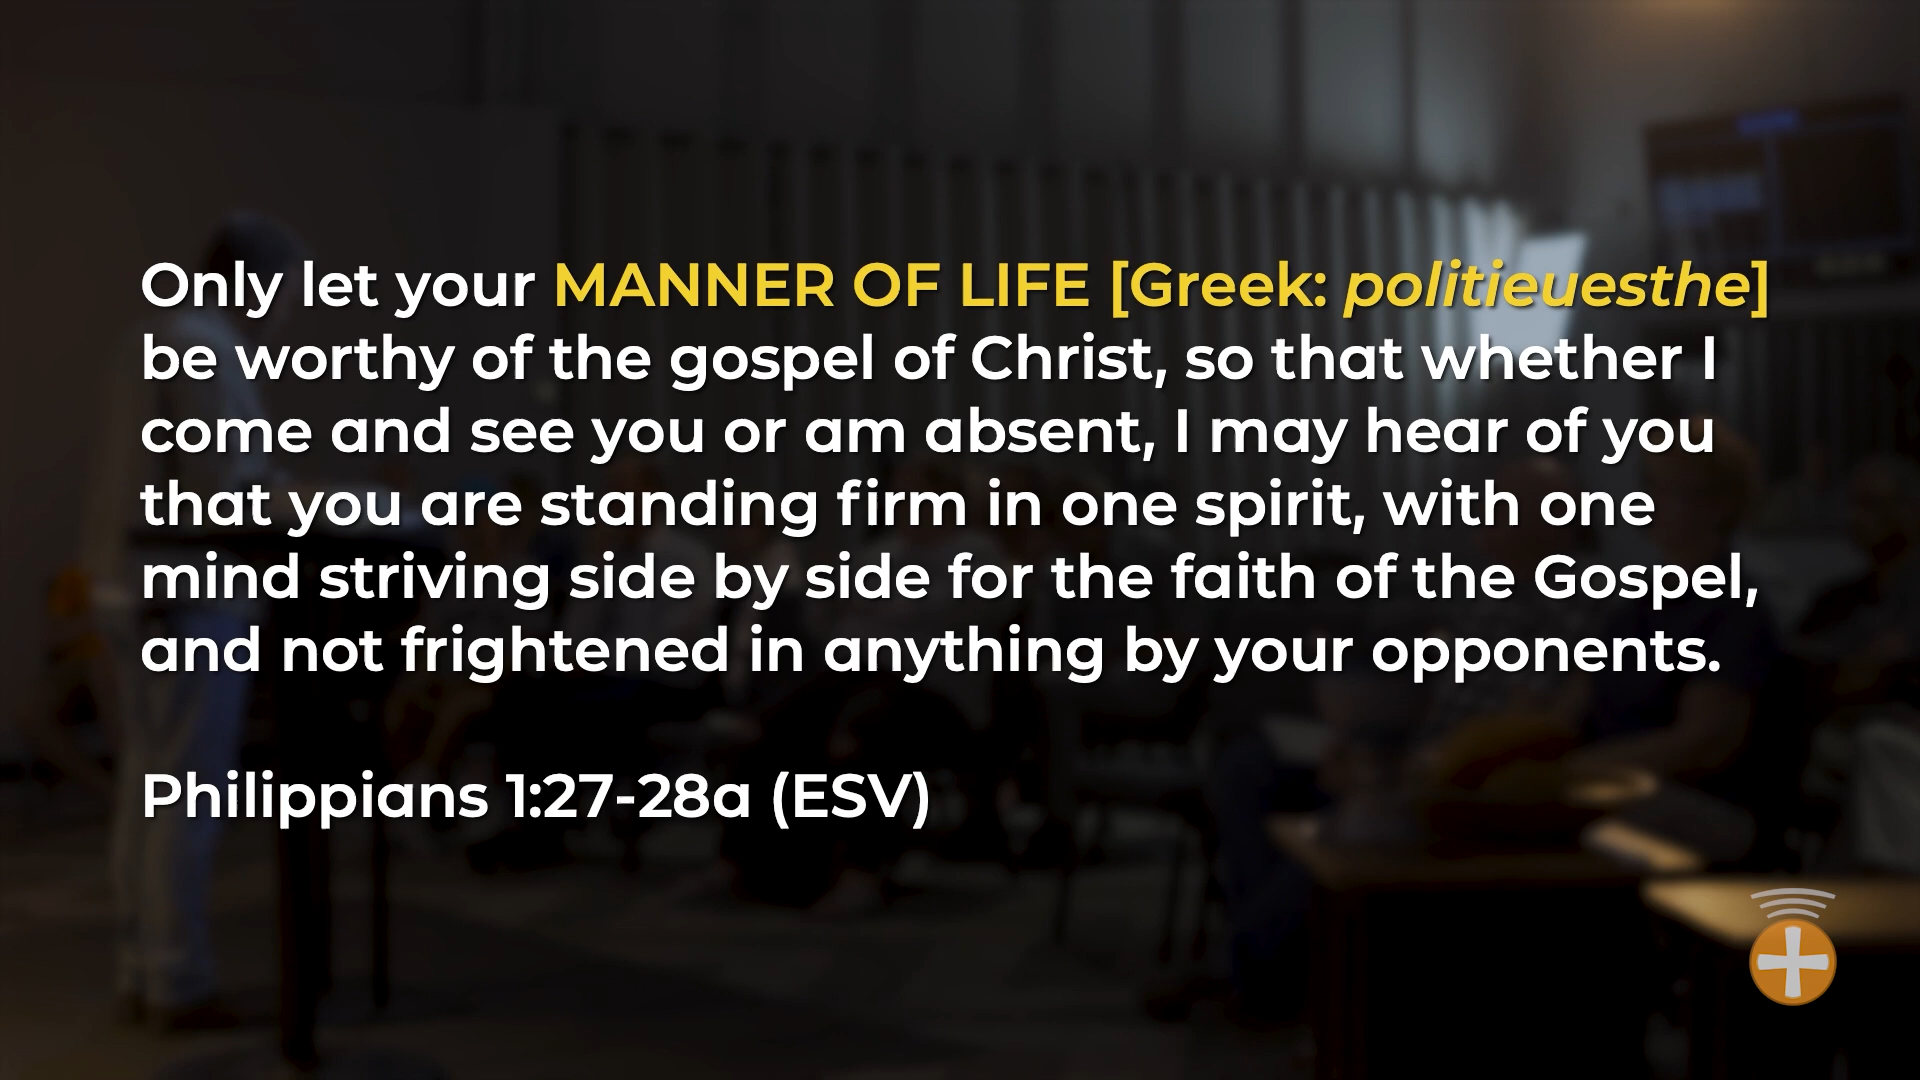 Only let your MANNER OF LIFE [Greek: politieuesthe]
be worthy of the gospel of Christ, so that whether I
come and see you or am absent, I may hear of you
that you are standing firm in one spirit, with one
mind striving side by side for the faith of the Gospel,
and not frightened in anything by your opponents.
Philippians 1:27-28a (ESV)